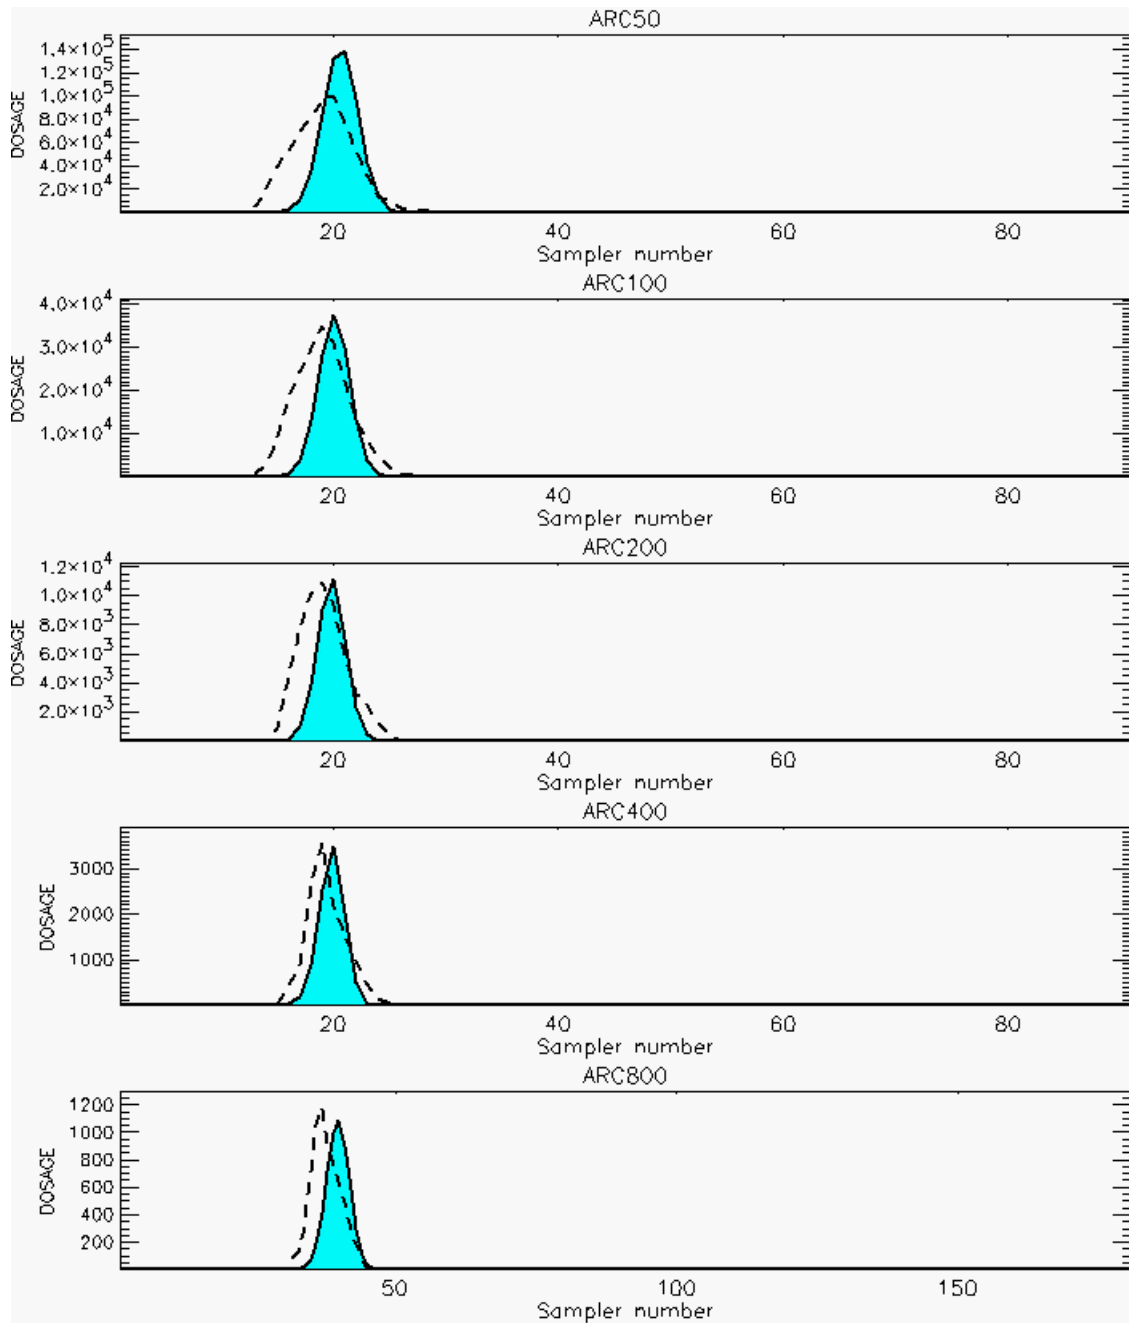 ARC50
1.4×10^5
1.2×10^5
1.0×10^5
8.0×10^4
6.0×10^4
4.0×10^4
2.0×10^4
DOSAGE
20 40 60 80
Sampler number
ARC100
4.0×10^4
3.0×10^4
2.0×10^4
1.0×10^4
DOSAGE
20 40 60 80
Sampler number
ARC200
1.2×10^4
1.0×10^4
8.0×10^3
6.0×10^3
4.0×10^3
2.0×10^3
DOSAGE
20 40 60 80
Sampler number
ARC400
3000
2000
1000
DOSAGE
20 40 60 80
Sampler number
ARC800
1200
1000
800
600
400
200
DOSAGE
50 100 150
Sampler number